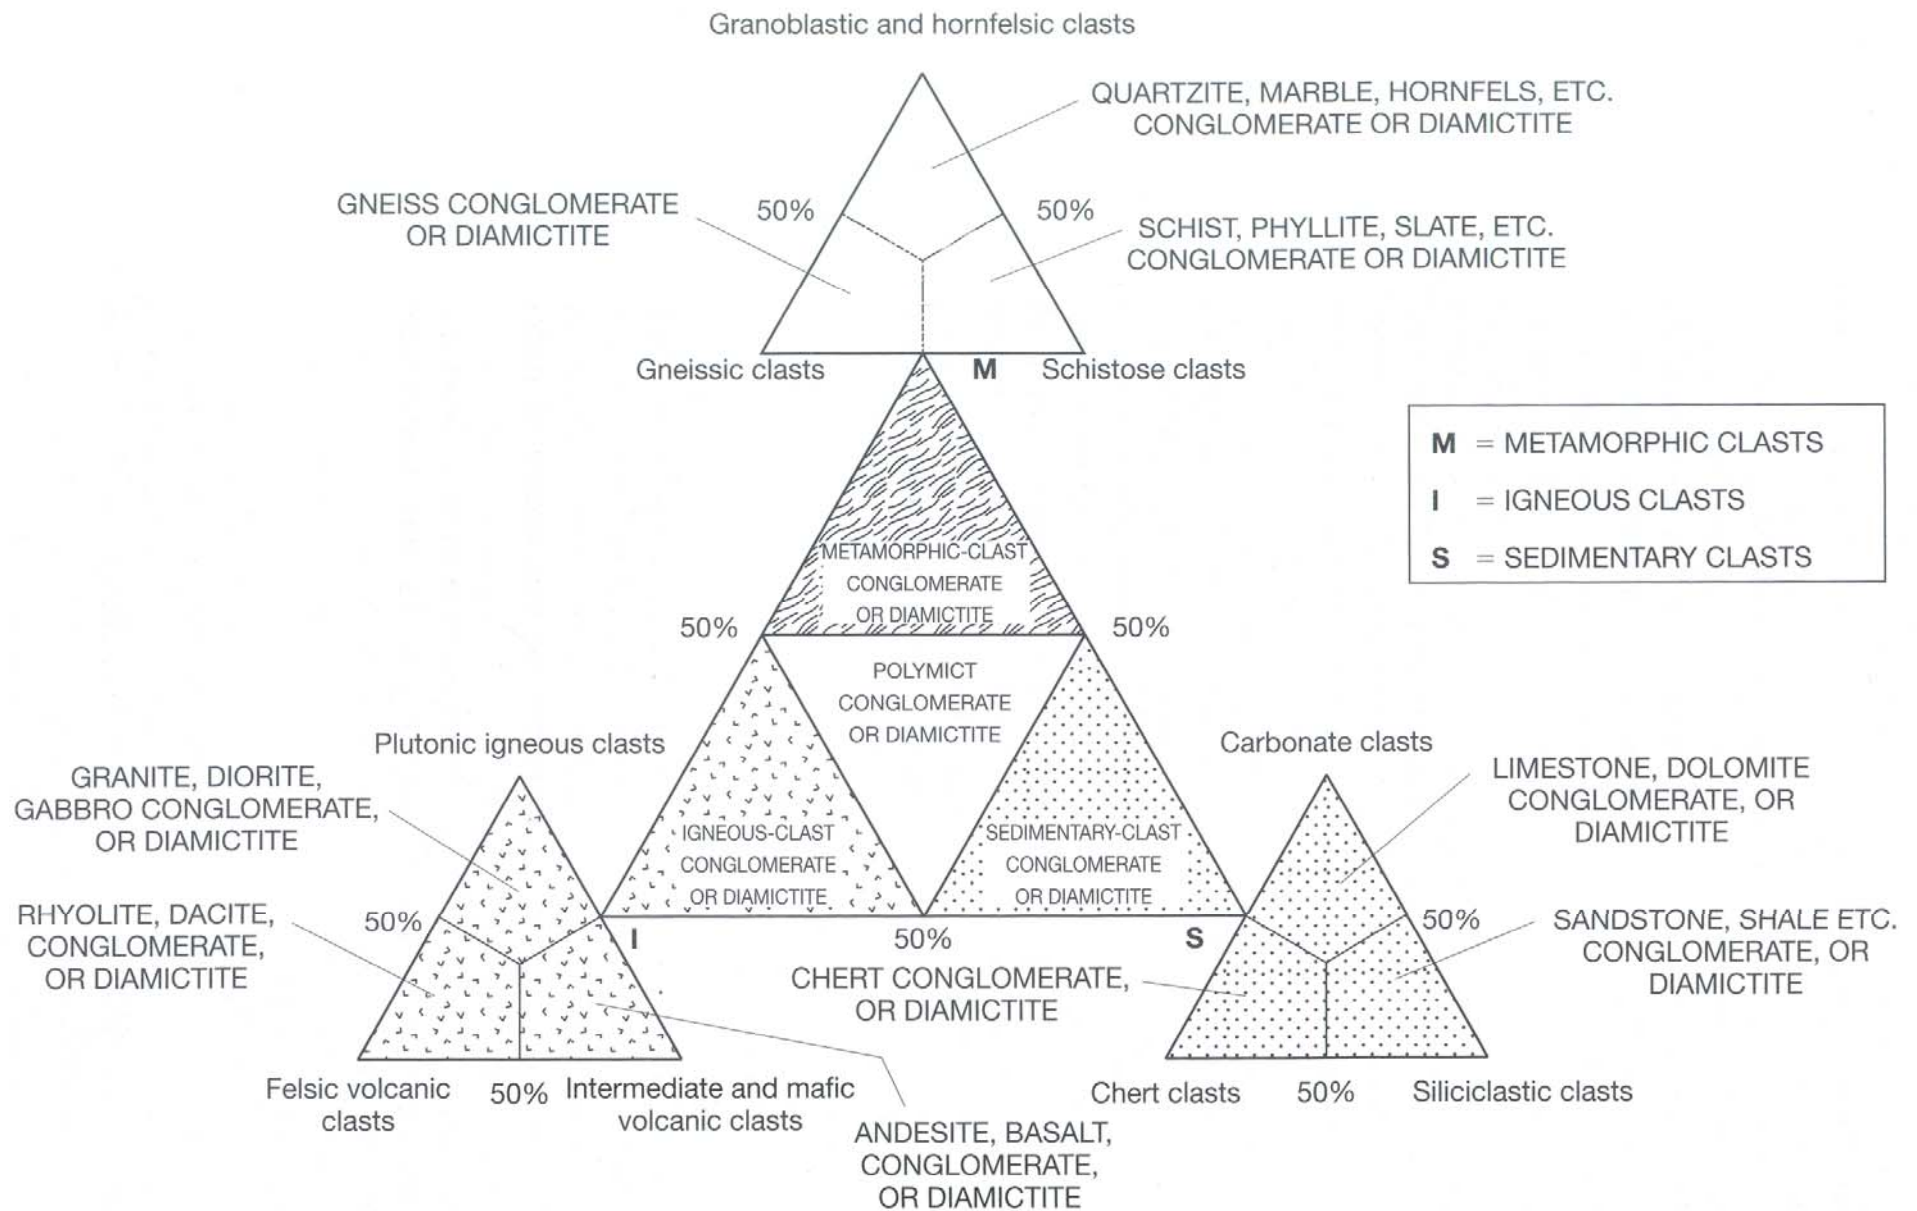 Granoblastic and hornfelsic clasts
QUARTZITE, MARBLE, HORNFELS, ETC.
CONGLOMERATE OR DIAMICTITE
GNEISS CONGLOMERATE
OR DIAMICTITE
50%
50%
SCHIST, PHYLLITE, SLATE, ETC.
CONGLOMERATE OR DIAMICTITE
Gneissic clasts
M
Schistose clasts
M = METAMORPHIC CLASTS
I = IGNEOUS CLASTS
S = SEDIMENTARY CLASTS
METAMORPHIC-CLAST
CONGLOMERATE
OR DIAMICTITE
50%
50%
POLYMICT
CONGLOMERATE
OR DIAMICTITE
Plutonic igneous clasts
Carbonate clasts
GRANITE, DIORITE,
GABBRO CONGLOMERATE,
OR DIAMICTITE
LIMESTONE, DOLOMITE
CONGLOMERATE, OR
DIAMICTITE
IGNEOUS-CLAST
CONGLOMERATE
OR DIAMICTITE
SEDIMENTARY-CLAST
CONGLOMERATE
OR DIAMICTITE
RHYOLITE, DACITE,
CONGLOMERATE,
OR DIAMICTITE
50%
I
50%
S
50%
SANDSTONE, SHALE ETC.
CONGLOMERATE, OR
DIAMICTITE
CHERT CONGLOMERATE,
OR DIAMICTITE
Felsic volcanic
clasts
50%
Intermediate and mafic
volcanic clasts
Chert clasts
50%
Siliciclastic clasts
ANDESITE, BASALT,
CONGLOMERATE,
OR DIAMICTITE